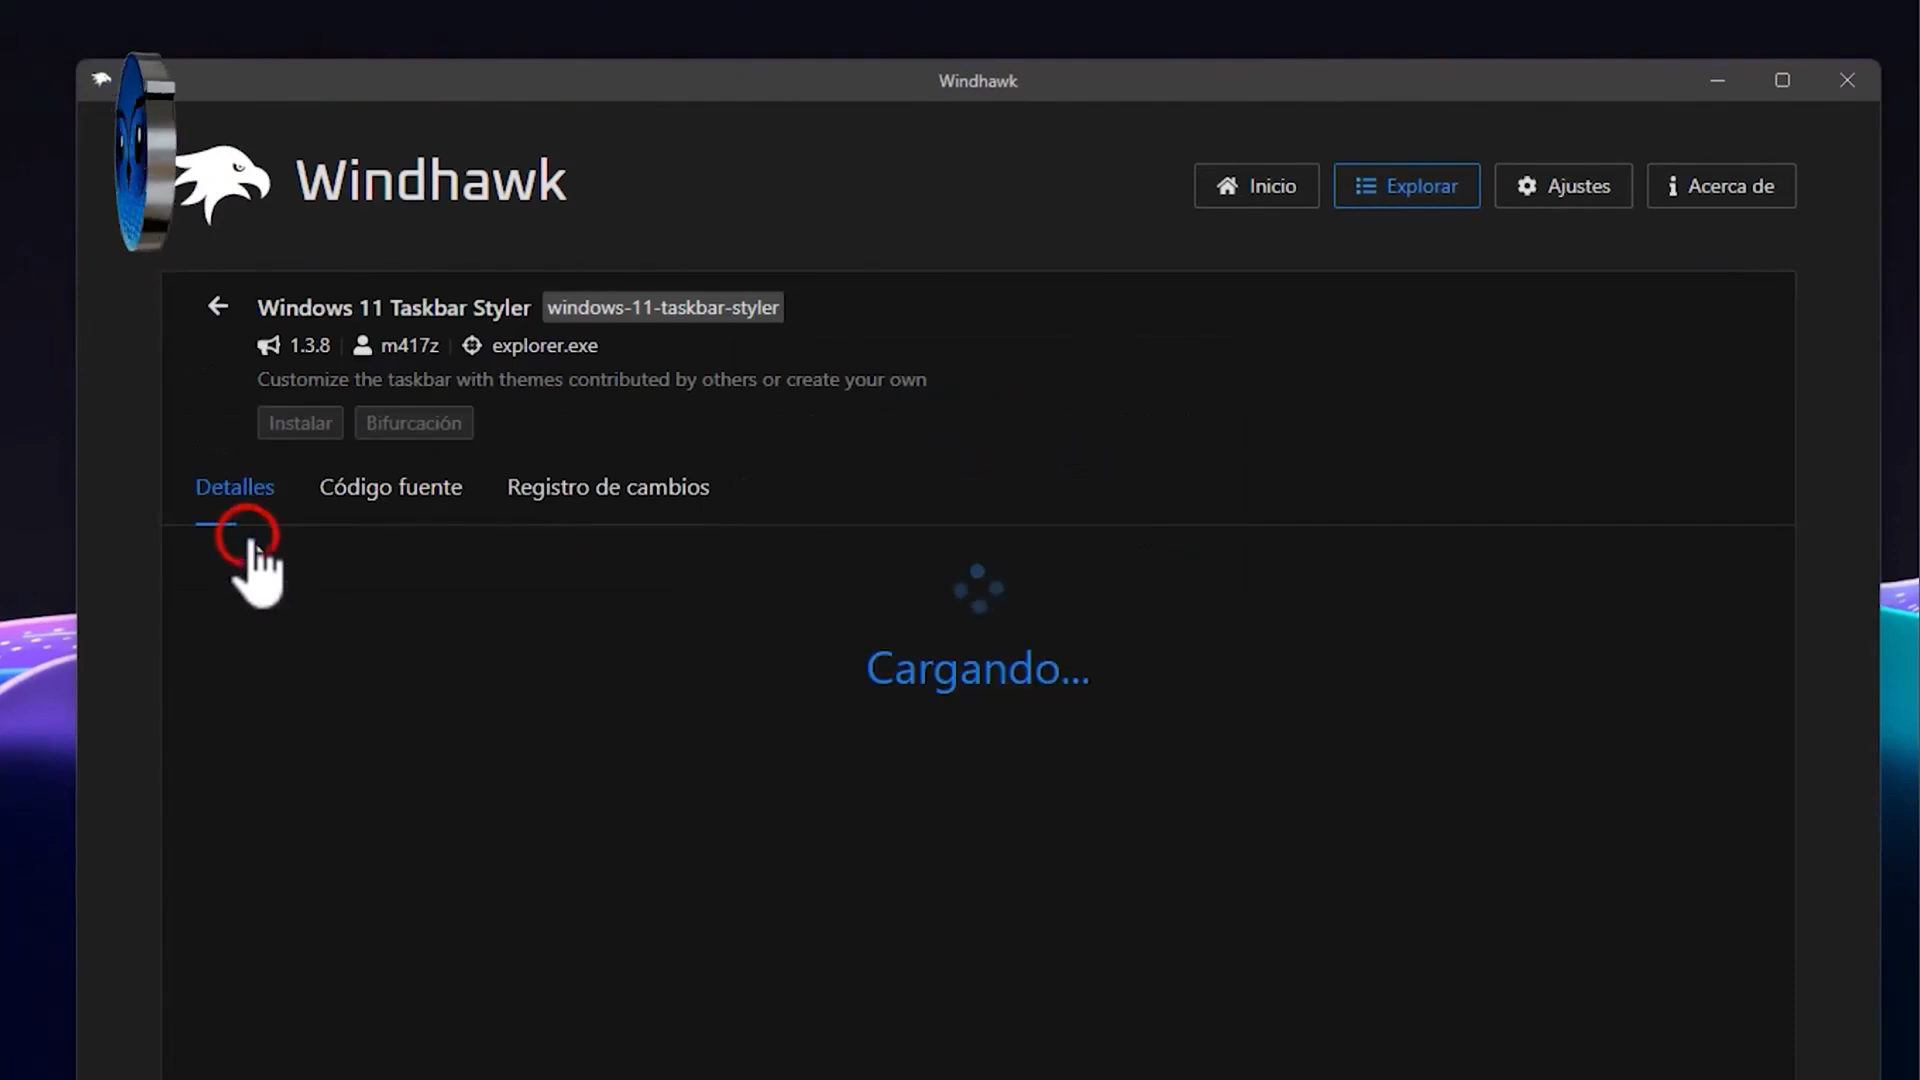 Windhawk
Windhawk
Inicio
Explorar
Ajustes
Acerca de
Windows 11 Taskbar Styler windows-11-taskbar-styler
1.3.8 m417z explorer.exe
Customize the taskbar with themes contributed by others or create your own
Instalar Bifurcación
Detalles Código fuente Registro de cambios
Cargando...